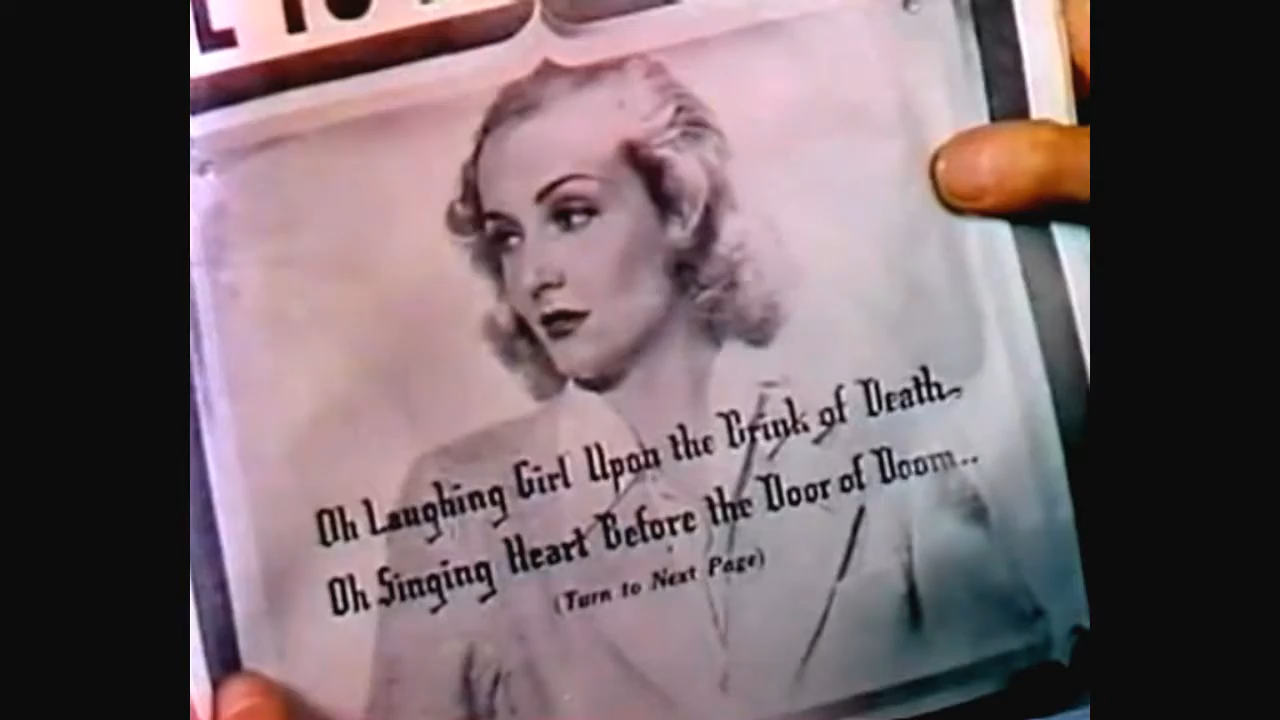 Oh Laughing Girl Upon the Brink of Death..
Oh Singing Heart Before the Door of Doom..
(Turn to Next Page)